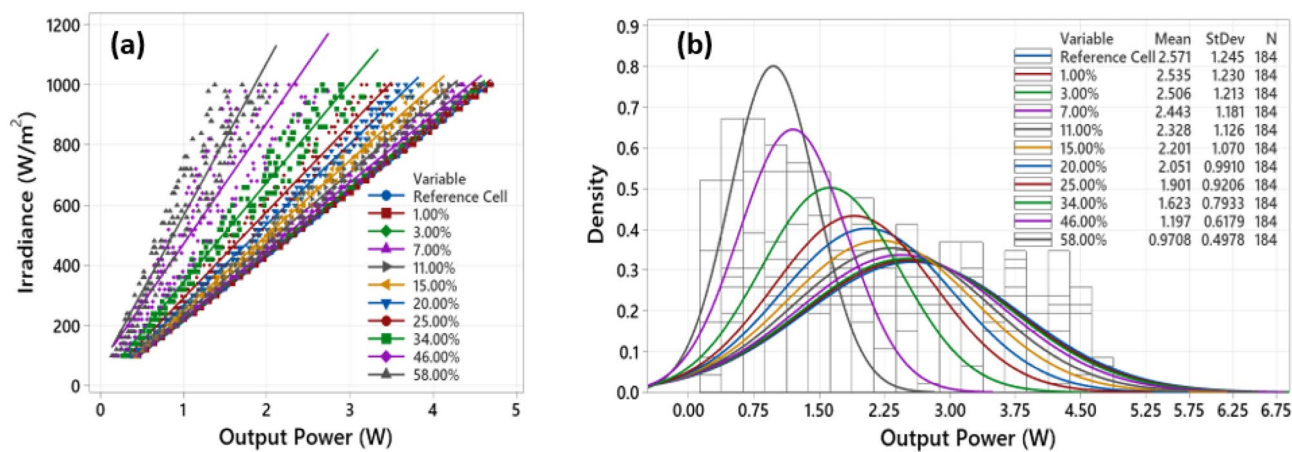 (a)
Irradiance (W/m²)
1200
1000
800
600
400
200
0
0 1 2 3 4 5
Output Power (W)
Variable
Reference Cell
1.00%
3.00%
7.00%
11.00%
15.00%
20.00%
25.00%
34.00%
46.00%
58.00%
(b)
Density
0.9
0.8
0.7
0.6
0.5
0.4
0.3
0.2
0.1
0.0
0.00 0.75 1.50 2.25 3.00 3.75 4.50 5.25 5.75 6.25 6.75
Output Power (W)
Variable Mean StDev N
Reference Cell 2.571 1.245 184
1.00% 2.535 1.230 184
3.00% 2.506 1.213 184
7.00% 2.443 1.181 184
11.00% 2.328 1.126 184
15.00% 2.201 1.070 184
20.00% 2.051 0.9910 184
25.00% 1.901 0.9206 184
34.00% 1.623 0.7933 184
46.00% 1.197 0.6179 184
58.00% 0.9708 0.4978 184